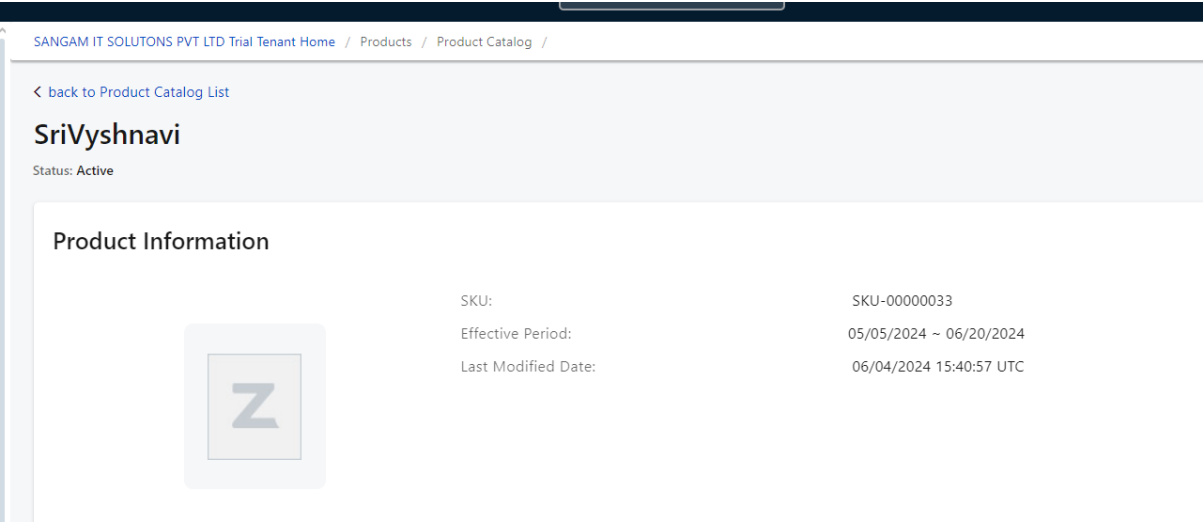 SANGAM IT SOLUTONS PVT LTD Trial Tenant Home / Products / Product Catalog /
< back to Product Catalog List
SriVyshnavi
Status: Active
Product Information
SKU: SKU-00000033
Effective Period: 05/05/2024 ~ 06/20/2024
Last Modified Date: 06/04/2024 15:40:57 UTC
Z